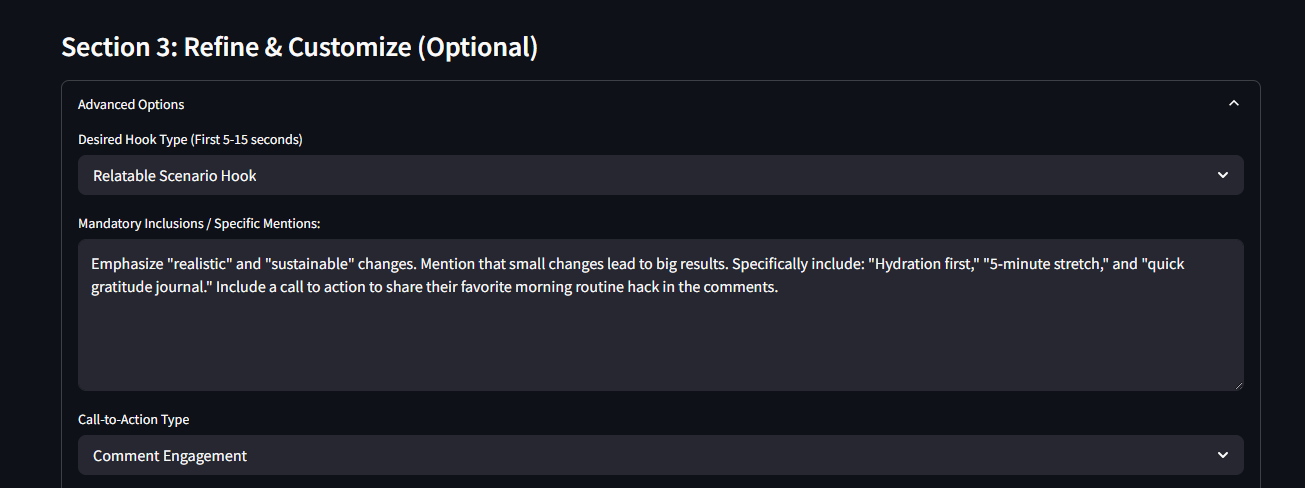 Section 3: Refine & Customize (Optional)
Advanced Options
Desired Hook Type (First 5-15 seconds)
Relatable Scenario Hook
Mandatory Inclusions / Specific Mentions:
Emphasize "realistic" and "sustainable" changes. Mention that small changes lead to big results. Specifically include: "Hydration first," "5-minute stretch," and "quick
gratitude journal." Include a call to action to share their favorite morning routine hack in the comments.
Call-to-Action Type
Comment Engagement